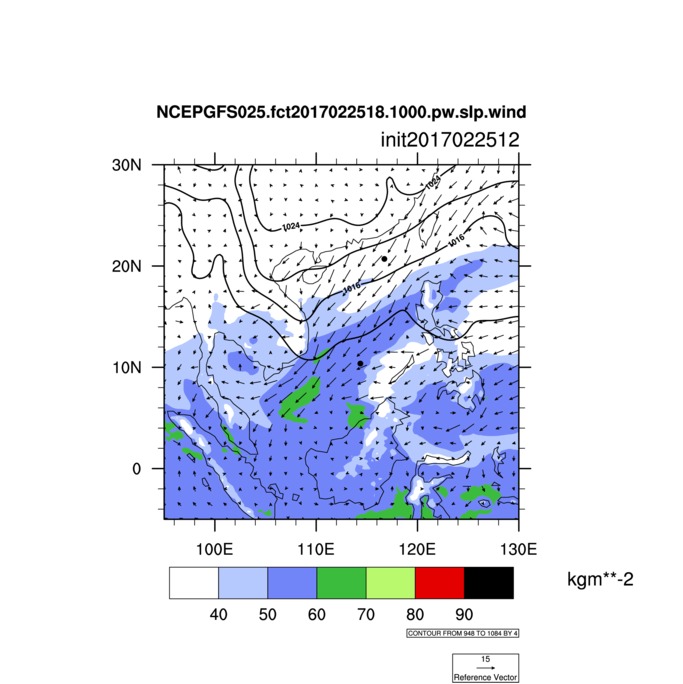 NCEPGFS025.fct2017022518.1000.pw.slp.wind
init2017022512
30N
1024
1024
1016
20N
1016
10N
0
100E 110E 120E 130E
kgm**-2
40 50 60 70 80 90
CONTOUR FROM 948 TO 1084 BY 4
15
Reference Vector